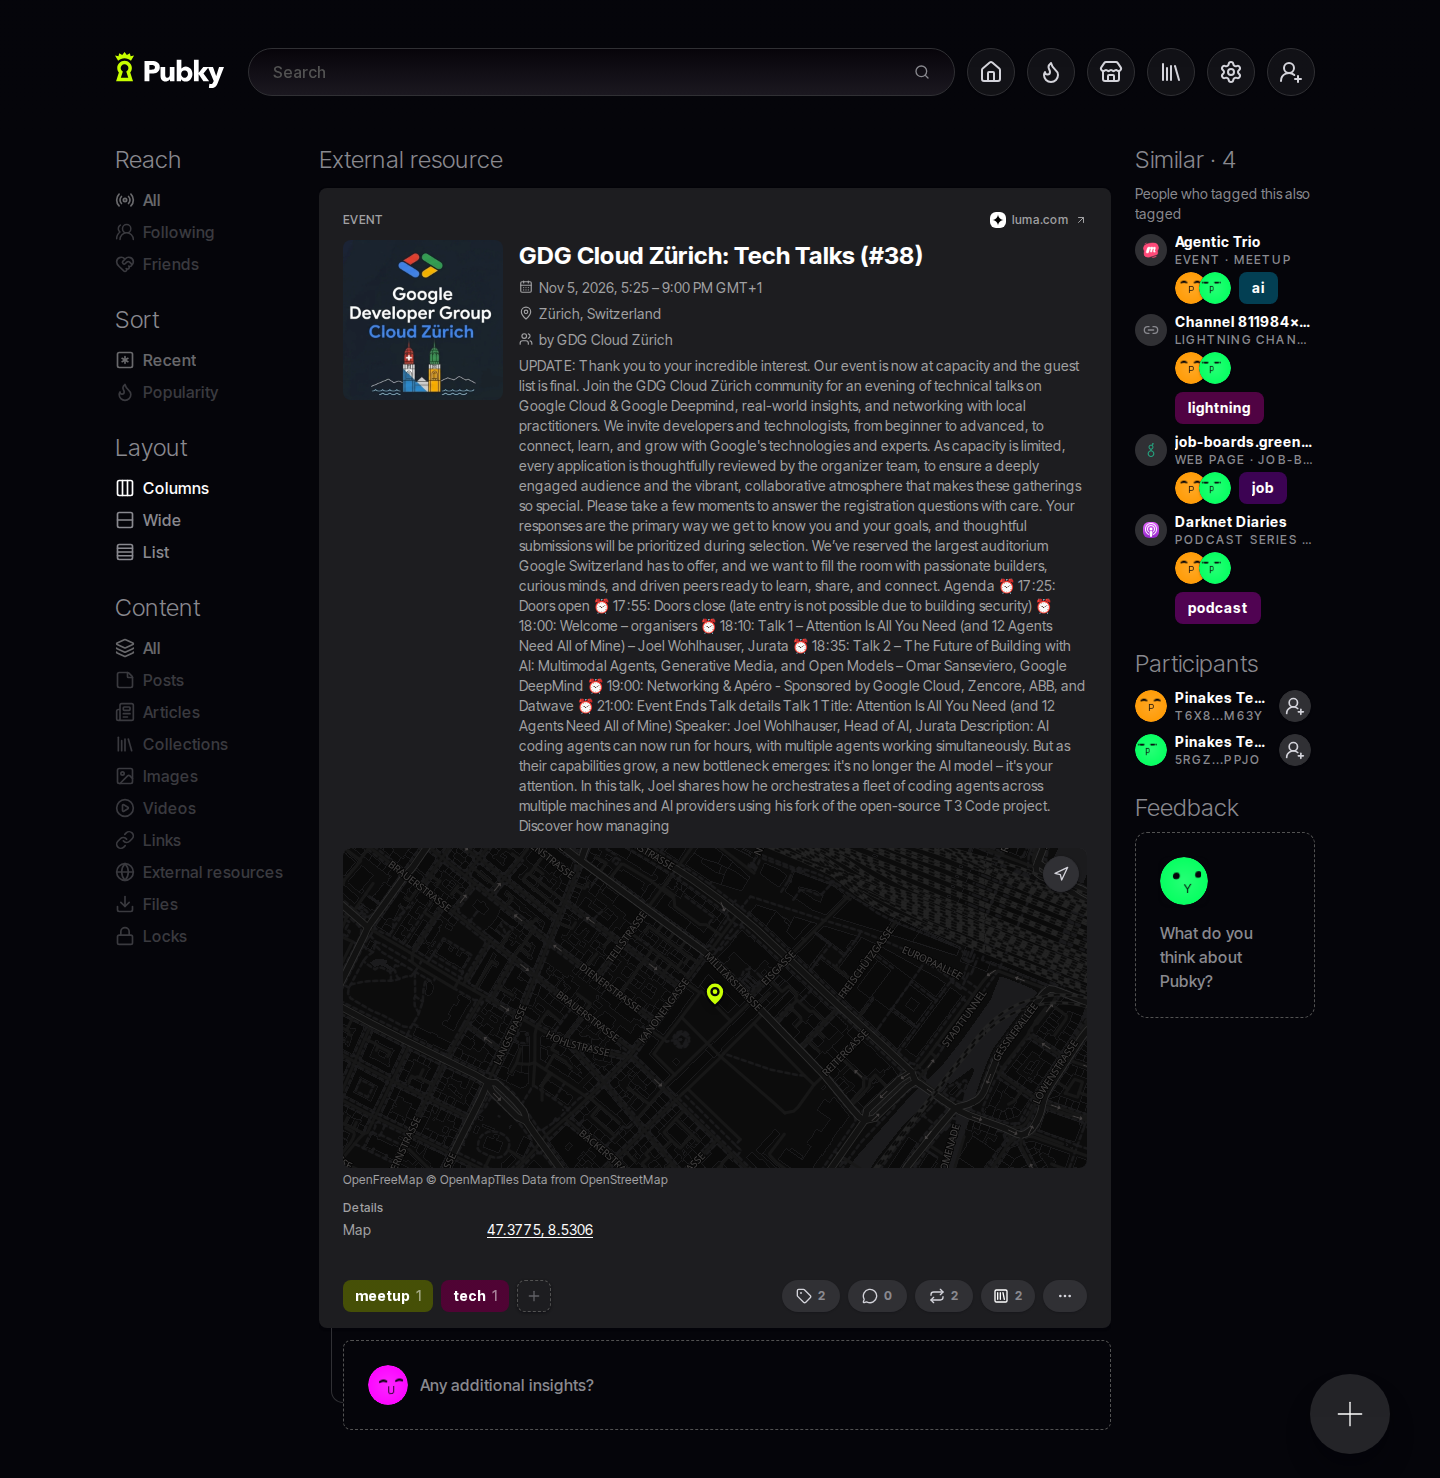 Pubky
Search
Reach
All
Following
Friends
Sort
Recent
Popularity
Layout
Columns
Wide
List
Content
All
Posts
Articles
Collections
Images
Videos
Links
External resources
Files
Locks
External resource
EVENT
luma.com
Google
Developer Group
Cloud Zürich
GDG Cloud Zürich: Tech Talks (#38)
Nov 5, 2026, 5:25 – 9:00 PM GMT+1
Zürich, Switzerland
by GDG Cloud Zürich
UPDATE: Thank you to your incredible interest. Our event is now at capacity and the guest
list is final. Join the GDG Cloud Zürich community for an evening of technical talks on
Google Cloud & Google Deepmind, real-world insights, and networking with local
practitioners. We invite developers and technologists, from beginner to advanced, to
connect, learn, and grow with Google's technologies and experts. As capacity is limited,
every application is thoughtfully reviewed by the organizer team, to ensure a deeply
engaged audience and the vibrant, collaborative atmosphere that makes these gatherings
so special. Please take a few moments to answer the registration questions with care. Your
responses are the primary way we get to know you and your goals, and thoughtful
submissions will be prioritized during selection. We've reserved the largest auditorium
Google Switzerland has to offer, and we want to fill the room with passionate builders,
curious minds, and driven peers ready to learn, share, and connect. Agenda ⏰ 17:25:
Doors open ⏰ 17:55: Doors close (late entry is not possible due to building security) ⏰
18:00: Welcome – organisers ⏰ 18:10: Talk 1 – Attention Is All You Need (and 12 Agents
Need All of Mine) – Joel Wohlhauser, Jurata ⏰ 18:35: Talk 2 – The Future of Building with
AI: Multimodal Agents, Generative Media, and Open Models – Omar Sanseviero, Google
DeepMind ⏰ 19:00: Networking & Apéro - Sponsored by Google Cloud, Zencore, ABB, and
Datwave ⏰ 21:00: Event Ends Talk details Talk 1 Title: Attention Is All You Need (and 12
Agents Need All of Mine) Speaker: Joel Wohlhauser, Head of AI, Jurata Description: AI
coding agents can now run for hours, with multiple agents working simultaneously. But as
their capabilities grow, a new bottleneck emerges: it's no longer the AI model – it's your
attention. In this talk, Joel shares how he orchestrates a fleet of coding agents across
multiple machines and AI providers using his fork of the open-source T3 Code project.
Discover how managing
BRAUERSTRASSE
TELLSTRASSE
DIENERSTRASSE
BRAUERSTRASSE
HOHLSTRASSE
LANGSTRASSE
KANONENGASSE
MILITÄRSTRASSE
EISGASSE
FREISCHÜTZGASSE
EUROPAALLEE
REITERGASSE
STADTTUNNEL
GESSNERALLEE
LÖWENSTRASSE
BÄCKERSTRASSE
OpenFreeMap © OpenMapTiles Data from OpenStreetMap
Details
Map 47.3775, 8.5306
meetup 1 tech 1
2 0 2 2
Any additional insights?
Similar · 4
People who tagged this also
tagged
Agentic Trio
EVENT · MEETUP
ai
Channel 811984×...
LIGHTNING CHAN...
lightning
job-boards.green...
WEB PAGE · JOB-B...
job
Darknet Diaries
PODCAST SERIES ...
podcast
Participants
Pinakes Te...
T6X8...M63Y
Pinakes Te...
5RGZ...PPJO
Feedback
What do you
think about
Pubky?